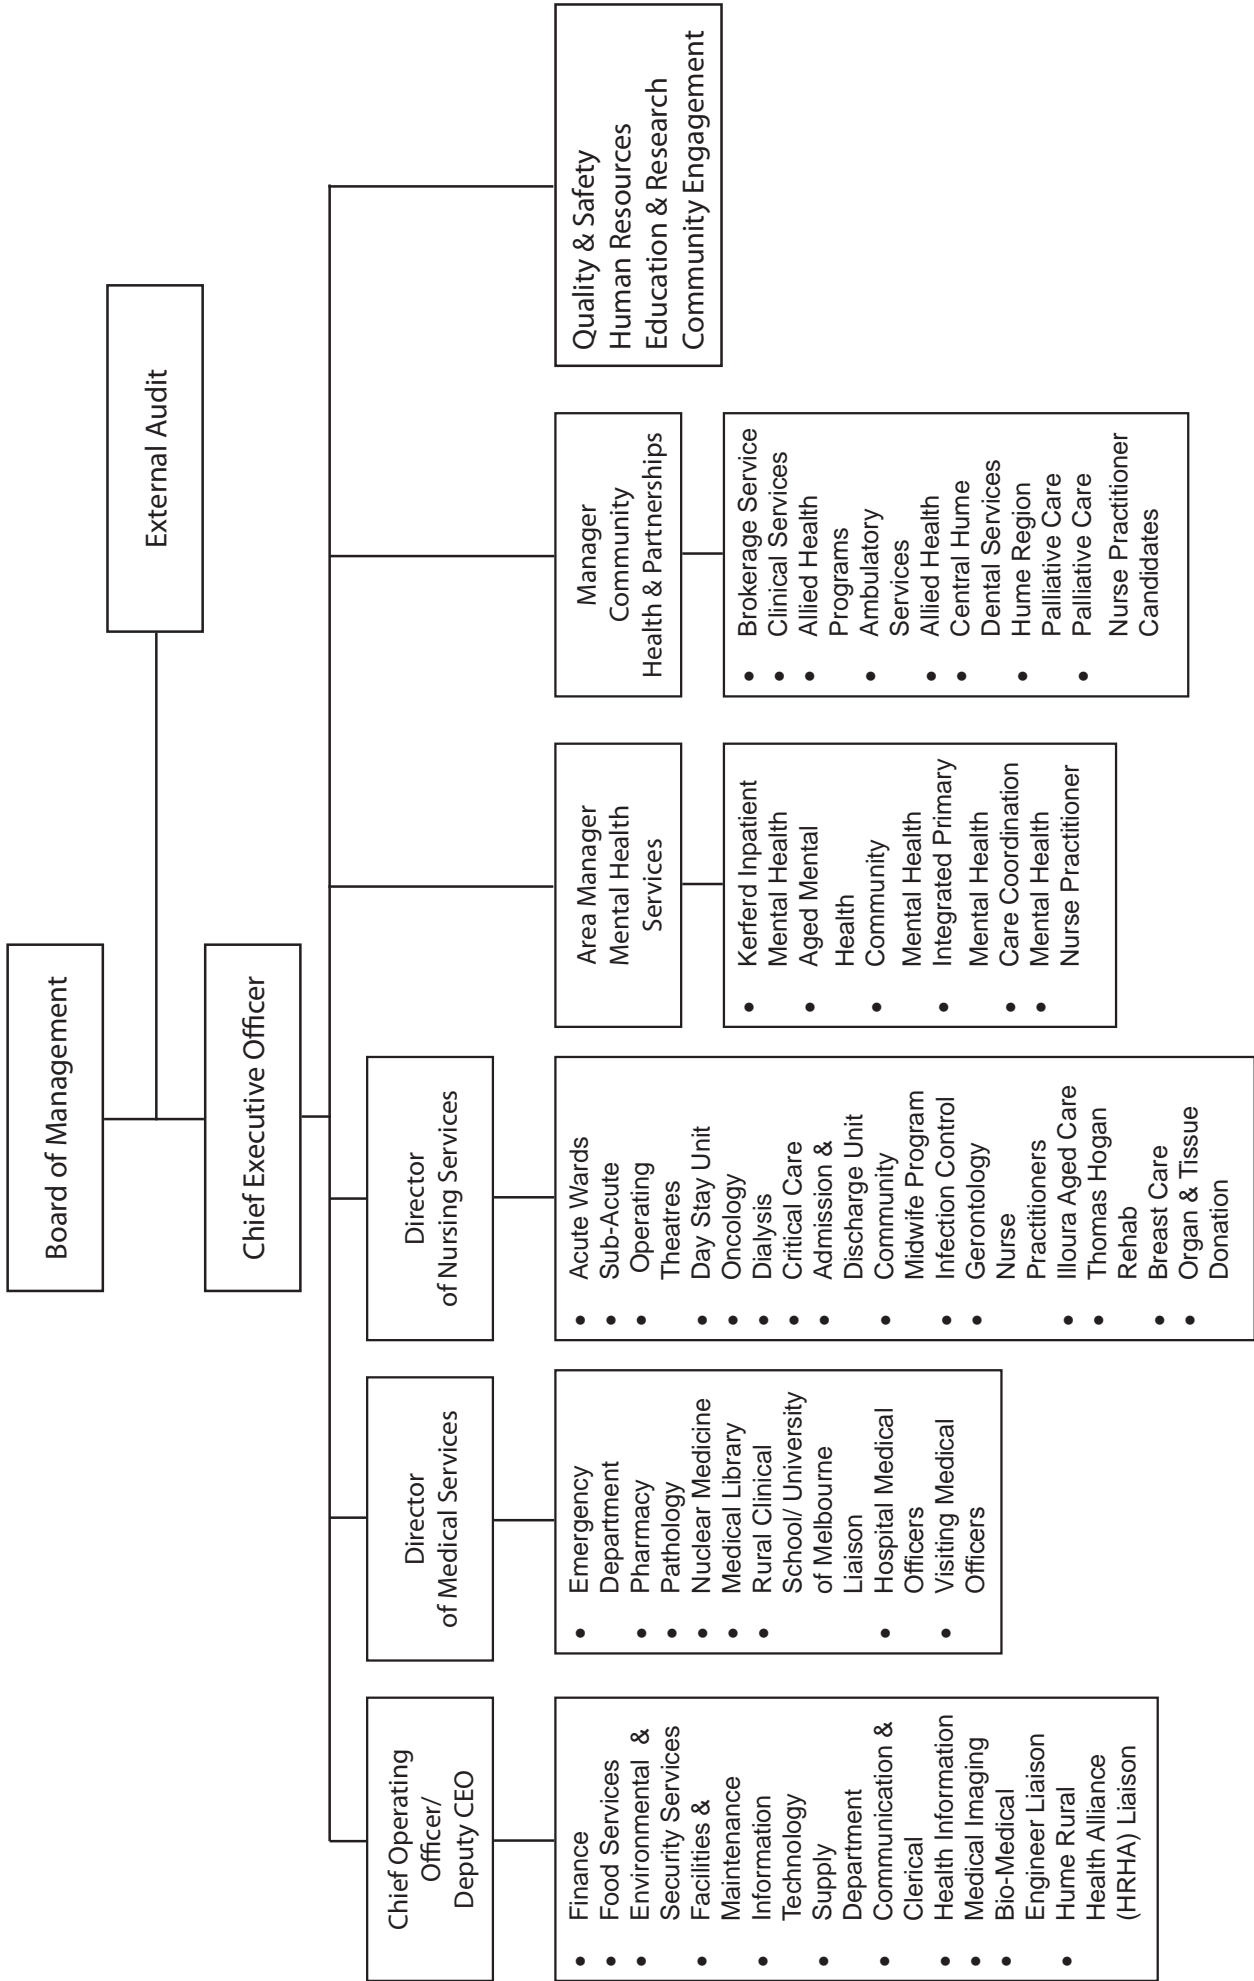 Board of Management
External Audit
Chief Executive Officer
Chief Operating
Officer/
Deputy CEO
• Finance
• Food Services
• Environmental &
Security Services
• Facilities &
Maintenance
• Information
Technology
• Supply
Department
• Communication &
Clerical
• Health Information
• Medical Imaging
• Bio-Medical
Engineer Liaison
• Hume Rural
Health Alliance
(HRHA) Liaison
Director
of Medical Services
• Emergency
Department
• Pharmacy
• Pathology
• Nuclear Medicine
• Medical Library
• Rural Clinical
School/ University
of Melbourne
Liaison
• Hospital Medical
Officers
• Visiting Medical
Officers
Director
of Nursing Services
• Acute Wards
• Sub-Acute
• Operating
Theatres
• Day Stay Unit
• Oncology
• Dialysis
• Critical Care
• Admission &
Discharge Unit
• Community
Midwife Program
• Infection Control
• Gerontology
Nurse
Practitioners
• Illoura Aged Care
• Thomas Hogan
Rehab
• Breast Care
• Organ & Tissue
Donation
Area Manager
Mental Health
Services
• Kerferd Inpatient
Mental Health
• Aged Mental
Health
• Community
Mental Health
• Integrated Primary
Mental Health
• Care Coordination
• Mental Health
Nurse Practitioner
Manager
Community
Health & Partnerships
• Brokerage Service
• Clinical Services
• Allied Health
Programs
• Ambulatory
Services
• Allied Health
• Central Hume
Dental Services
• Hume Region
Palliative Care
• Palliative Care
Nurse Practitioner
Candidates
Quality & Safety
Human Resources
Education & Research
Community Engagement